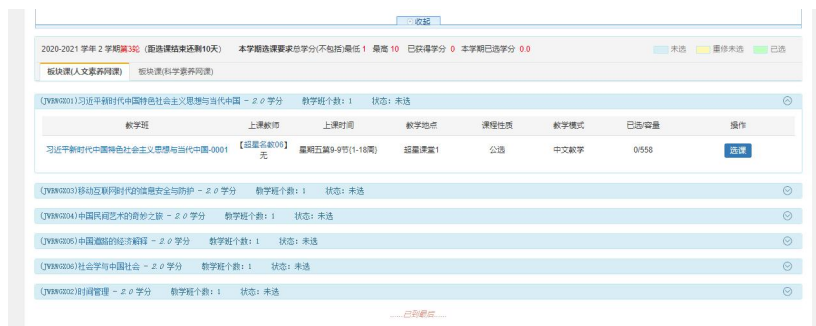 收起
2020-2021 学年 2 学期第3轮 (距选课结束还剩10天) 本学期选课要求总学分(不包括)最低 1 最高 10 已获得学分 0 本学期已选学分 0.0 未选 重修未选 已选
板块课(人文素养网课) 板块课(科学素养网课)
(JWBNGX01)习近平新时代中国特色社会主义思想与当代中国 - 2.0 学分 教学班个数: 1 状态: 未选
教学班 上课教师 上课时间 教学地点 课程性质 教学模式 已选/容量 操作
习近平新时代中国特色社会主义思想与当代中国-0001 【超星名教06】 无 星期五第9-9节(1-18周) 超星课堂1 公选 中文教学 0/558 选课
(JWBNGX03)移动互联网时代的信息安全与防护 - 2.0 学分 教学班个数: 1 状态: 未选
(JWBNGX04)中国民间艺术的奇妙之旅 - 2.0 学分 教学班个数: 1 状态: 未选
(JWBNGX05)中国道路的经济解释 - 2.0 学分 教学班个数: 1 状态: 未选
(JWBNGX06)社会学与中国社会 - 2.0 学分 教学班个数: 1 状态: 未选
(JWBNGX02)时间管理 - 2.0 学分 教学班个数: 1 状态: 未选
......已到最后......